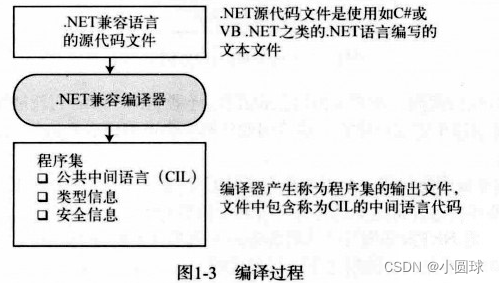 .NET兼容语言
的源代码文件
.NET源代码文件是使用如C#或
VB .NET之类的.NET语言编写的
文本文件
.NET兼容编译器
程序集
公共中间语言（CIL）
类型信息
安全信息
编译器产生称为程序集的输出文件，
文件中包含称为CIL的中间语言代码
图1-3 编译过程
CSDN @小圆球